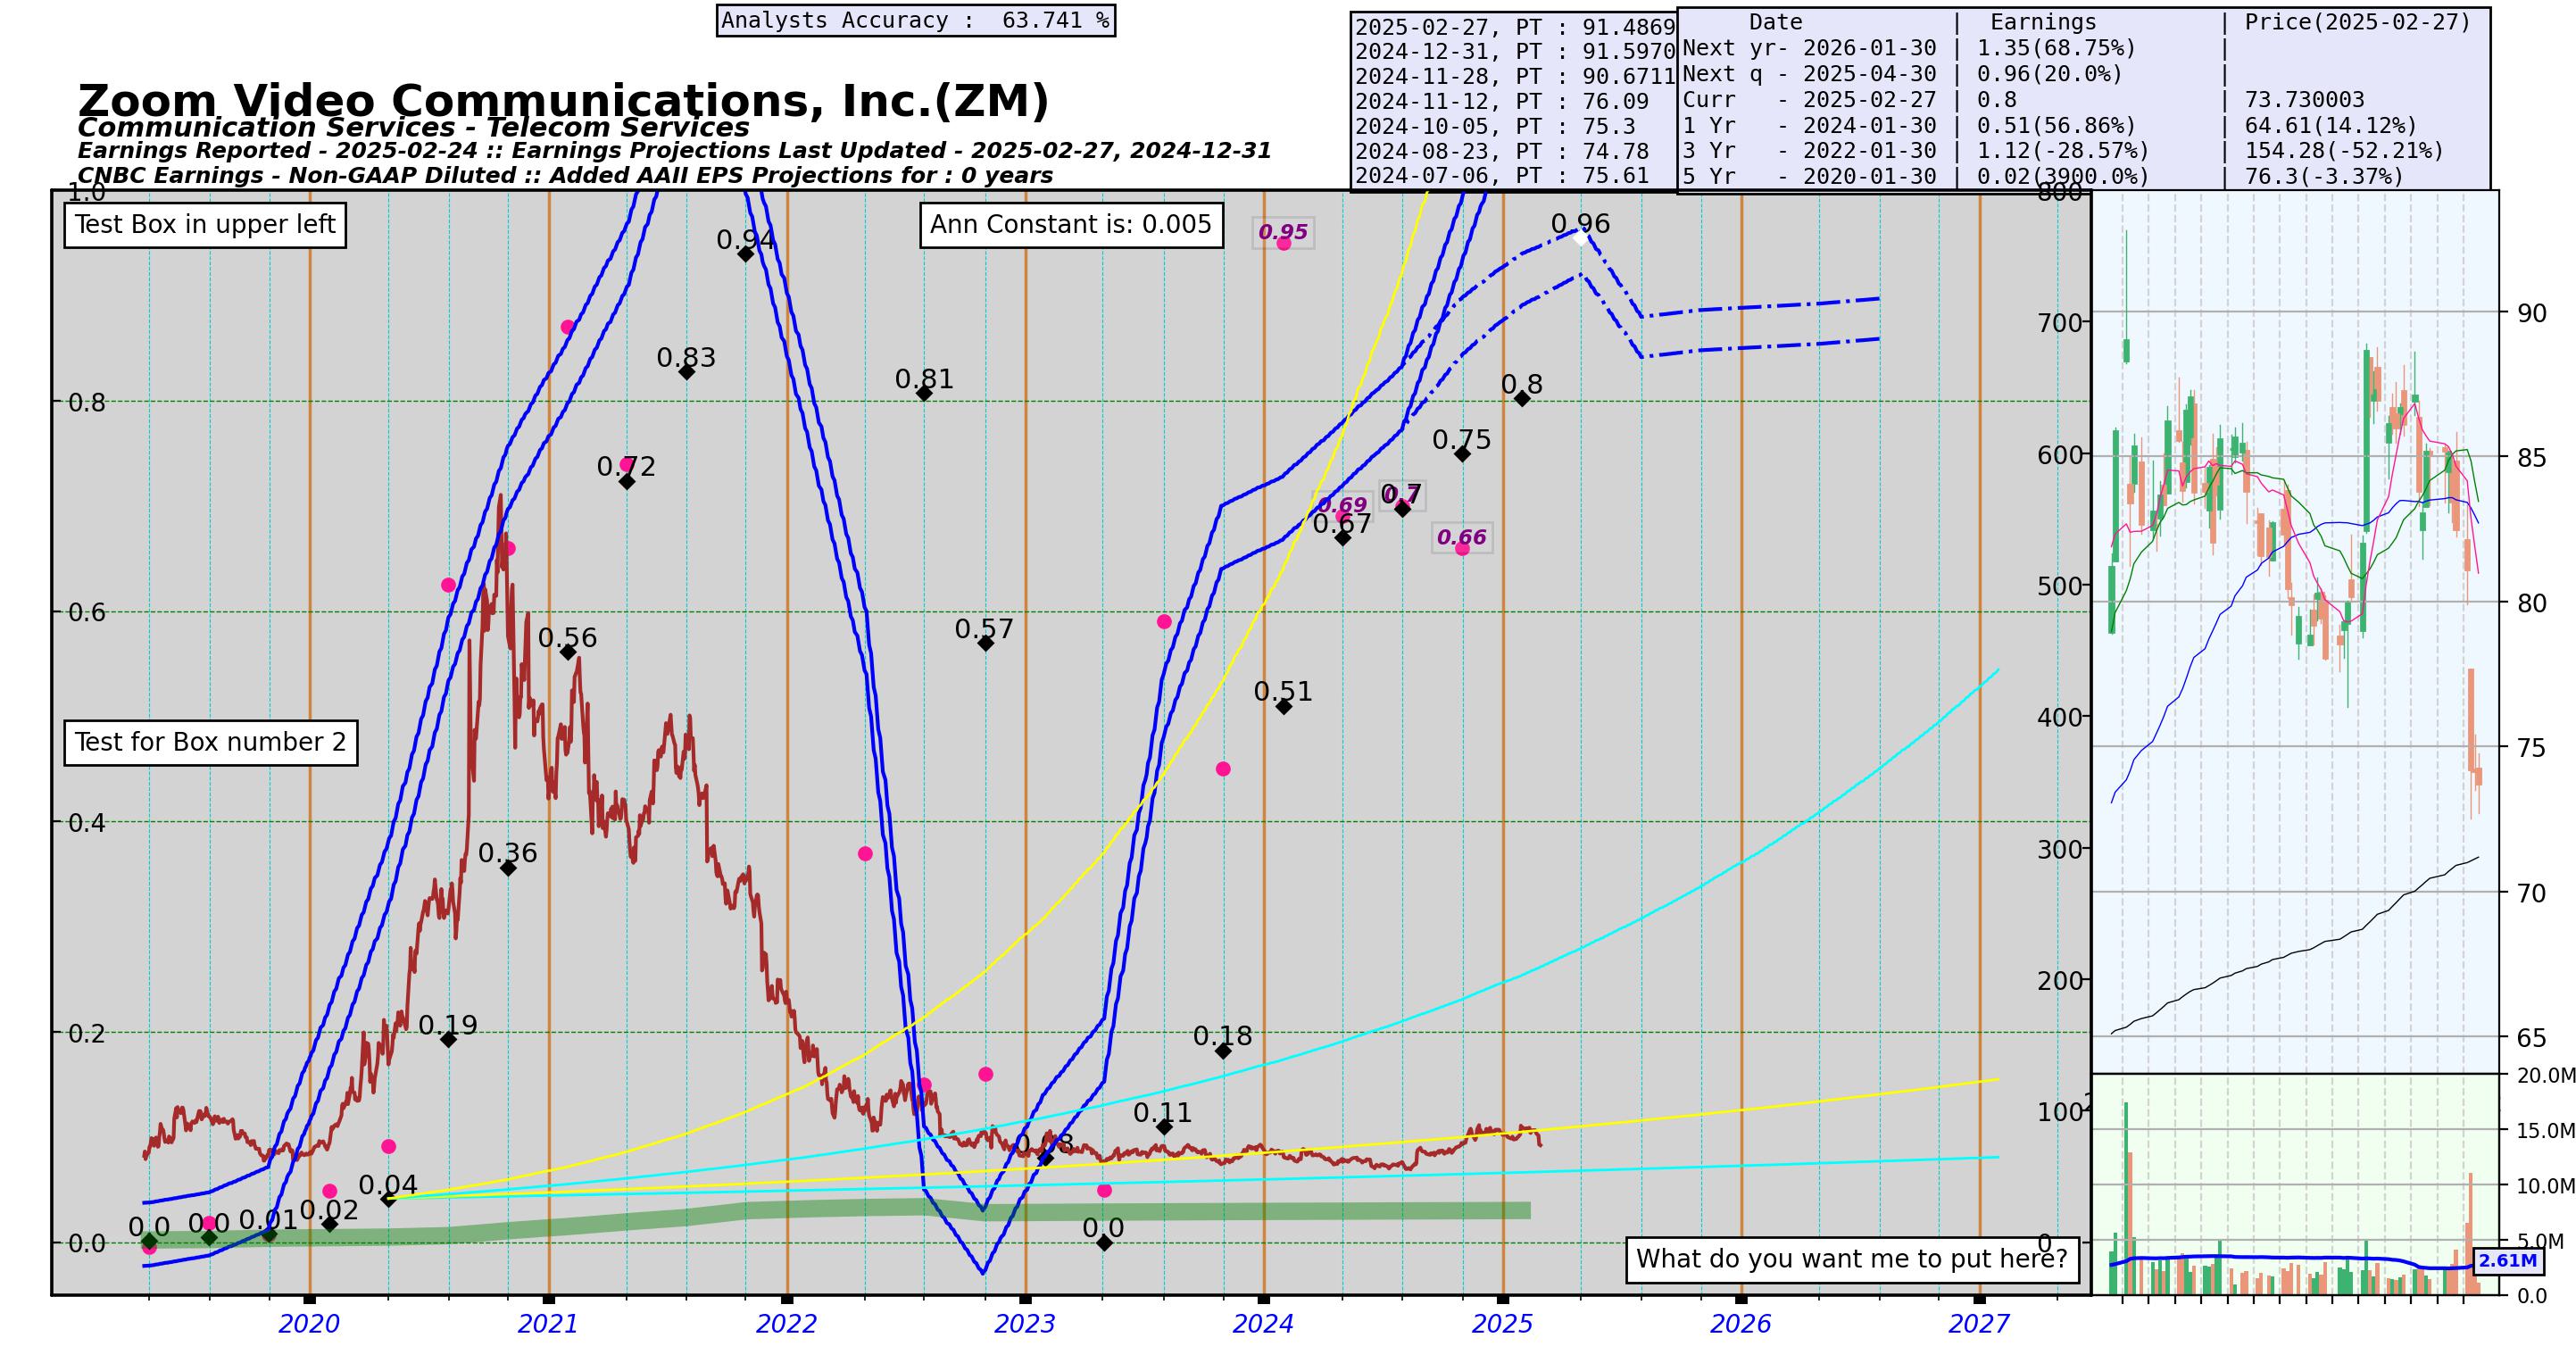 Analysts Accuracy :  63.741 %
2025-02-27, PT : 91.4869
2024-12-31, PT : 91.5970
2024-11-28, PT : 90.6711
2024-11-12, PT : 76.09
2024-10-05, PT : 75.3
2024-08-23, PT : 74.78
2024-07-06, PT : 75.61
Date | Earnings | Price(2025-02-27)
Next yr- 2026-01-30 | 1.35(68.75%) |
Next q - 2025-04-30 | 0.96(20.0%) |
Curr - 2025-02-27 | 0.8 | 73.730003
1 Yr - 2024-01-30 | 0.51(56.86%) | 64.61(14.12%)
3 Yr - 2022-01-30 | 1.12(-28.57%) | 154.28(-52.21%)
5 Yr - 2020-01-30 | 0.02(3900.0%) | 76.3(-3.37%)
Zoom Video Communications, Inc.(ZM)
Communication Services - Telecom Services
Earnings Reported - 2025-02-24 :: Earnings Projections Last Updated - 2025-02-27, 2024-12-31
CNBC Earnings - Non-GAAP Diluted :: Added AAII EPS Projections for : 0 years
Test Box in upper left
Ann Constant is: 0.005
Test for Box number 2
What do you want me to put here?
1.0
0.8
0.6
0.4
0.2
0.0
0.0
0.0
0.01
0.02
0.04
0.19
0.36
0.56
0.72
0.83
0.94
0.81
0.57
0.08
0.0
0.11
0.18
0.51
0.95
0.69
0.67
0.7
0.7
0.75
0.66
0.8
0.96
800
700
600
500
400
300
200
100
0
90
85
80
75
70
65
20.0M
15.0M
10.0M
5.0M
2.61M
0.0
2020
2021
2022
2023
2024
2025
2026
2027